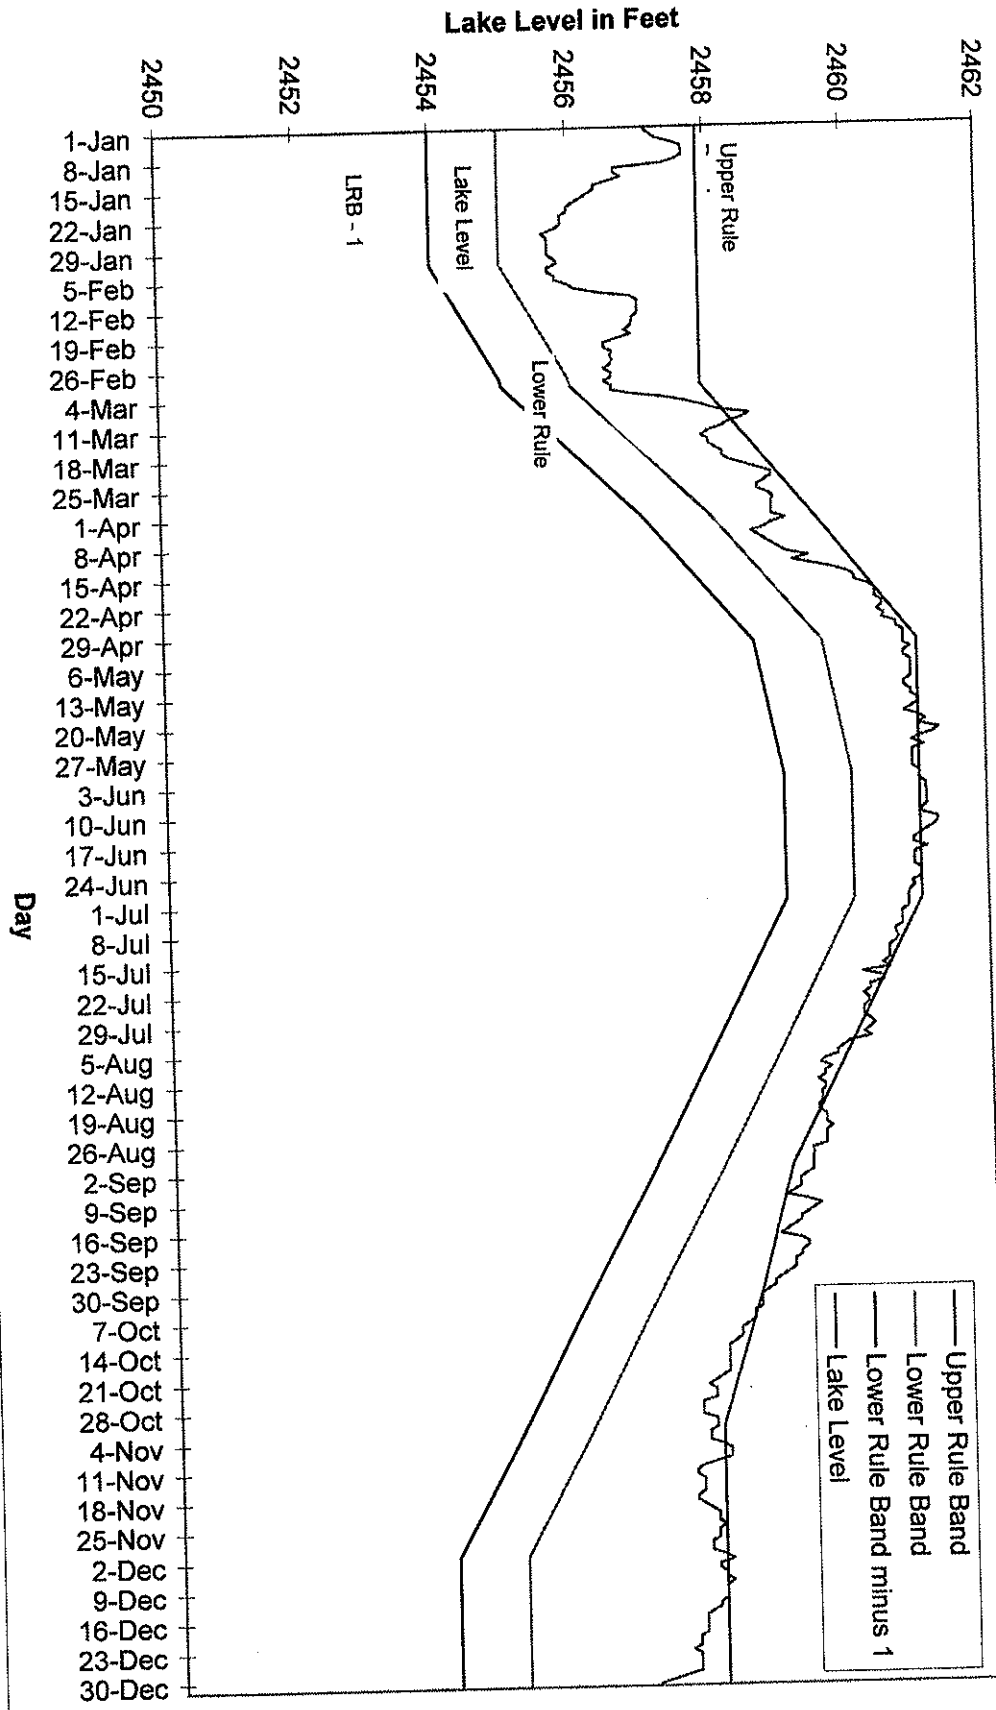 Lake Level in Feet
2450
2452
2454
2456
2458
2460
2462
Upper Rule
Lake Level
LRB - 1
Lower Rule
Upper Rule Band
Lower Rule Band
Lower Rule Band minus 1
Lake Level
1-Jan
8-Jan
15-Jan
22-Jan
29-Jan
5-Feb
12-Feb
19-Feb
26-Feb
4-Mar
11-Mar
18-Mar
25-Mar
1-Apr
8-Apr
15-Apr
22-Apr
29-Apr
6-May
13-May
20-May
27-May
3-Jun
10-Jun
17-Jun
24-Jun
1-Jul
8-Jul
15-Jul
22-Jul
29-Jul
5-Aug
12-Aug
19-Aug
26-Aug
2-Sep
9-Sep
16-Sep
23-Sep
30-Sep
7-Oct
14-Oct
21-Oct
28-Oct
4-Nov
11-Nov
18-Nov
25-Nov
2-Dec
9-Dec
16-Dec
23-Dec
30-Dec
Day